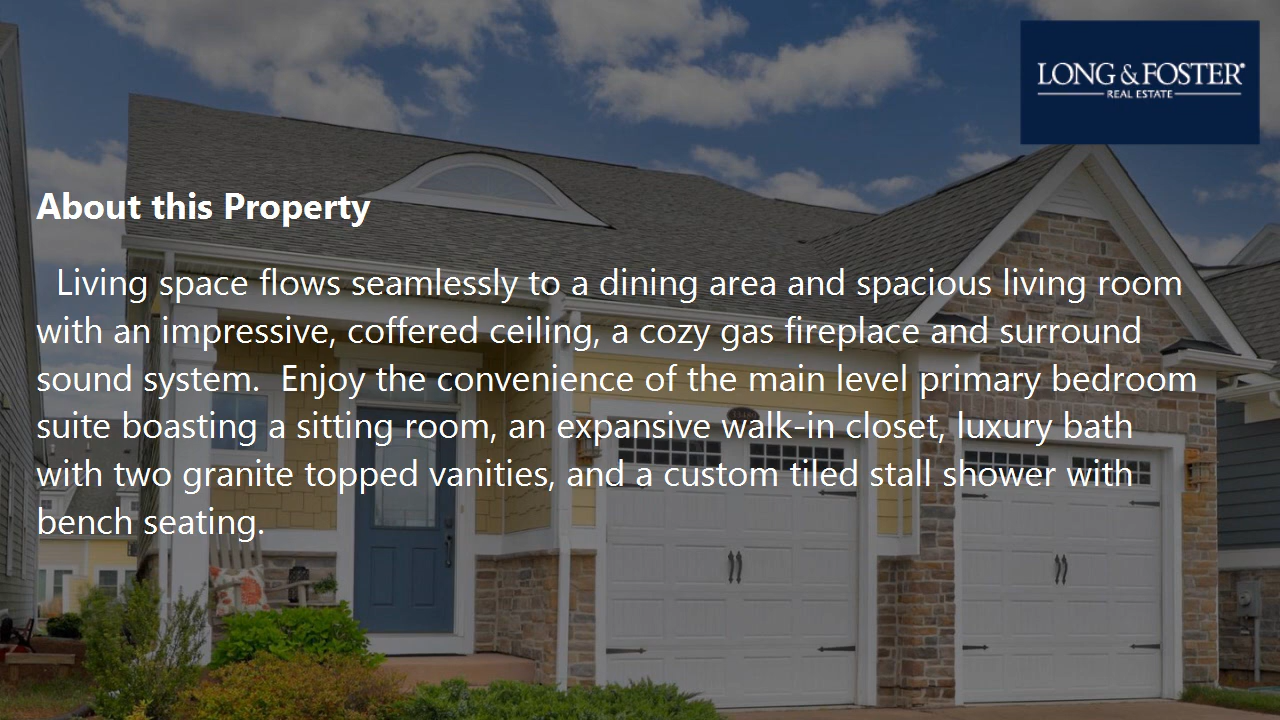 LONG & FOSTER®
REAL ESTATE
About this Property
Living space flows seamlessly to a dining area and spacious living room
with an impressive, coffered ceiling, a cozy gas fireplace and surround
sound system.  Enjoy the convenience of the main level primary bedroom
suite boasting a sitting room, an expansive walk-in closet, luxury bath
with two granite topped vanities, and a custom tiled stall shower with
bench seating.